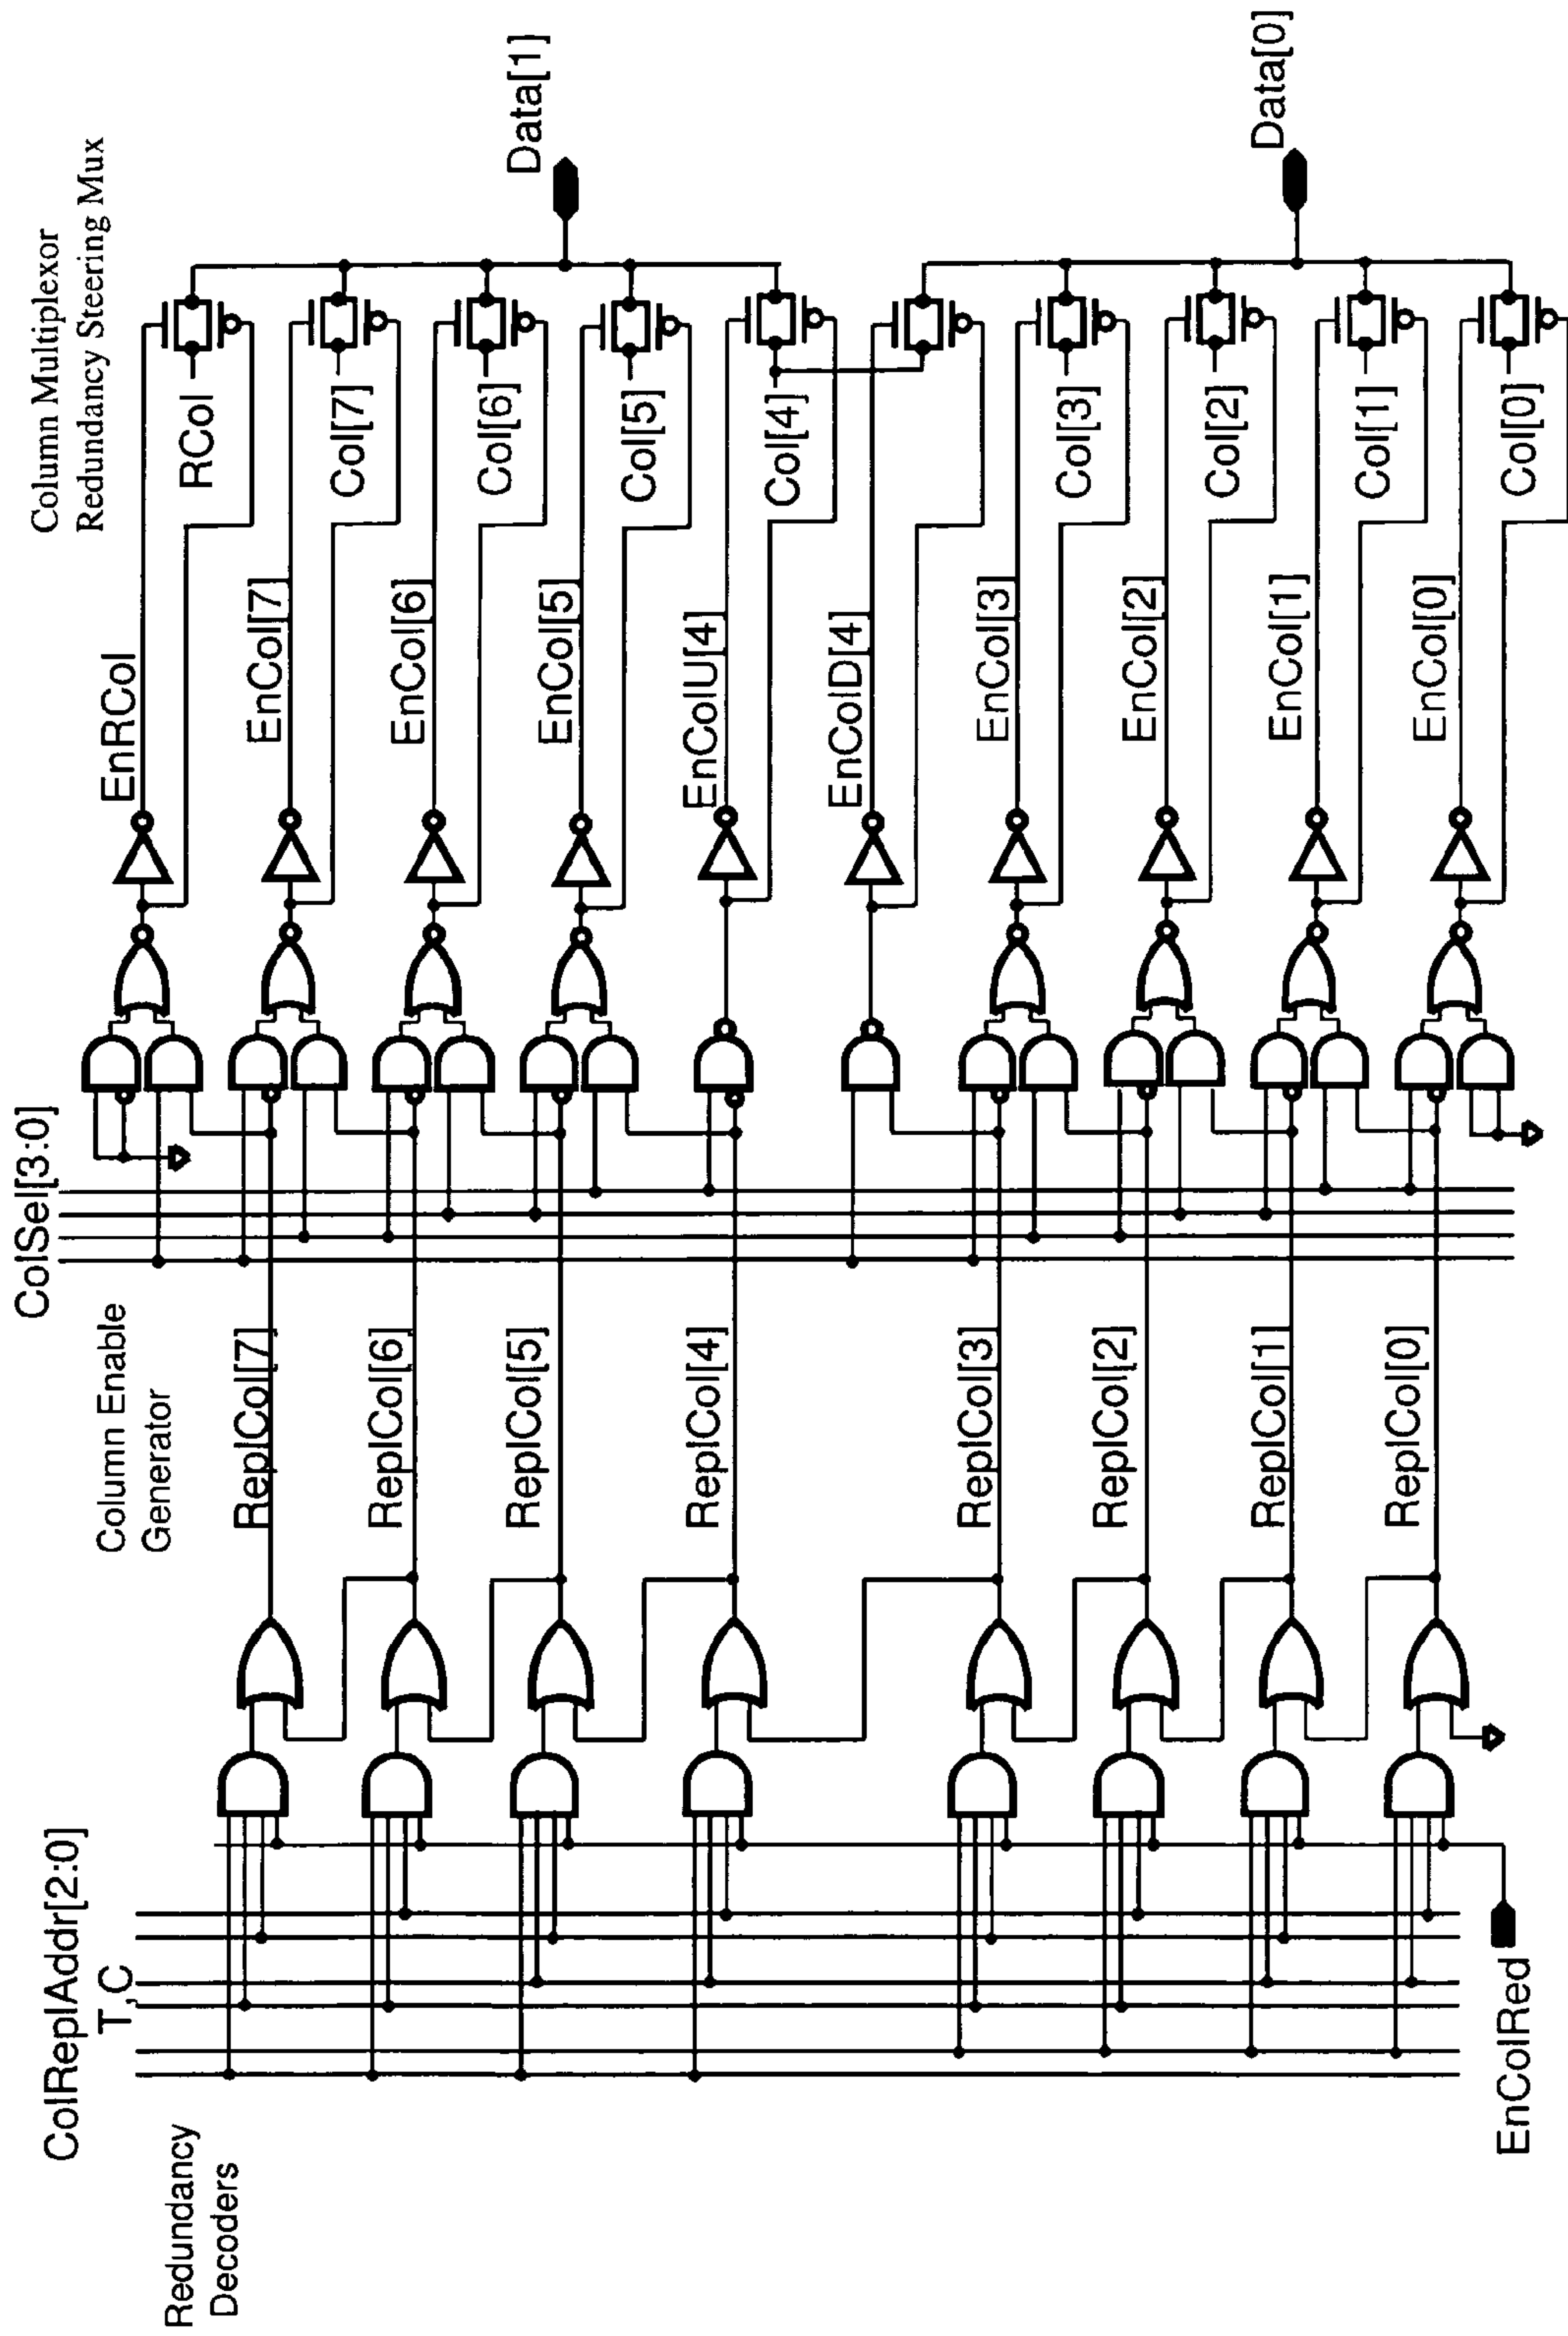 Column Multiplexor
Redundancy Steering Mux
Data[1]
Data[0]
RCol
Col[7]
Col[6]
Col[5]
Col[4]
Col[3]
Col[2]
Col[1]
Col[0]
EnRCol
EnCol[7]
EnCol[6]
EnCol[5]
EnColU[4]
EnColD[4]
EnCol[3]
EnCol[2]
EnCol[1]
EnCol[0]
ColSel[3:0]
Column Enable
Generator
ReplCol[7]
ReplCol[6]
ReplCol[5]
ReplCol[4]
ReplCol[3]
ReplCol[2]
ReplCol[1]
ReplCol[0]
ColReplAddr[2:0]
T,C
EnColRed
Redundancy
Decoders